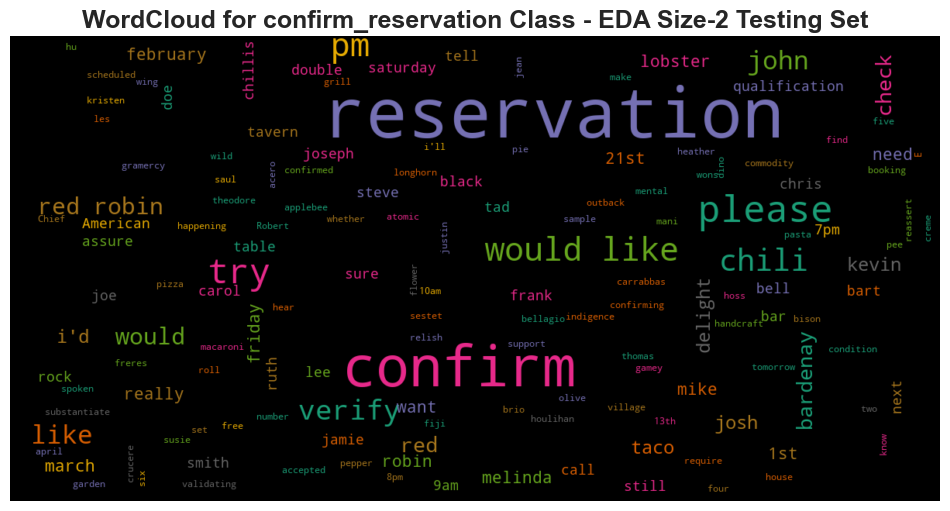 WordCloud for confirm_reservation Class - EDA Size-2 Testing Set
hu
february
pm
tell
lobster
john
check
scheduled
wing
doe
chillis
double
saturday
jean
grill
make
qualification
kristen
les
reservation
five
tavern
i'll
pie
heather
21st
find
need
E
wild
joseph
gramercy
saul
acero
confirmed
longhorn
black
wons
dino
commodity
booking
chris
steve
theodore
applebee
mental
red robin
Chief
American
happening
Robert
whether
atomic
tad
sample
outback
mani
please
7pm
reassert
creme
assure
table
justin
would like
pasta
pee
try
sure
flower
carrabbas
chili
kevin
joe
pizza
carol
10am
frank
confirming
delight
hoss
bell
bart
hear
sestet
bellagio
indigence
handcraft
bar
bison
i'd
would
friday
relish
support
macaroni
freres
roll
ruth
lee
confirm
thomas
gamey
tomorrow
condition
bardenay
rock
spoken
really
olive
mike
next
substantiate
number
verify
want
brio
houlihan
village
13th
two
fiji
josh
like
set
free
susie
jamie
red
taco
1st
know
april
march
crucere
six
smith
accepted
pepper
robin
call
require
house
garden
validating
8pm
9am
melinda
still
four